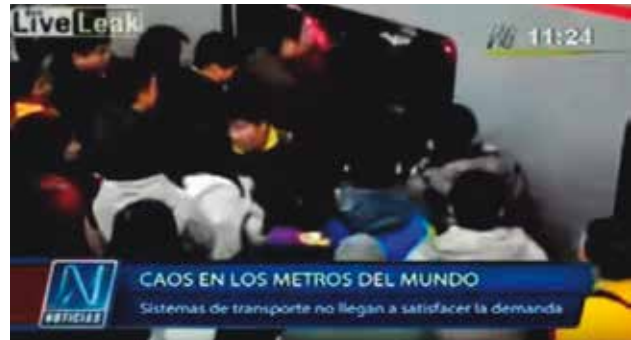 LiveLeak
11:24
CAOS EN LOS METROS DEL MUNDO
Sistemas de transporte no llegan a satisfacer la demanda
N
NOTICIAS